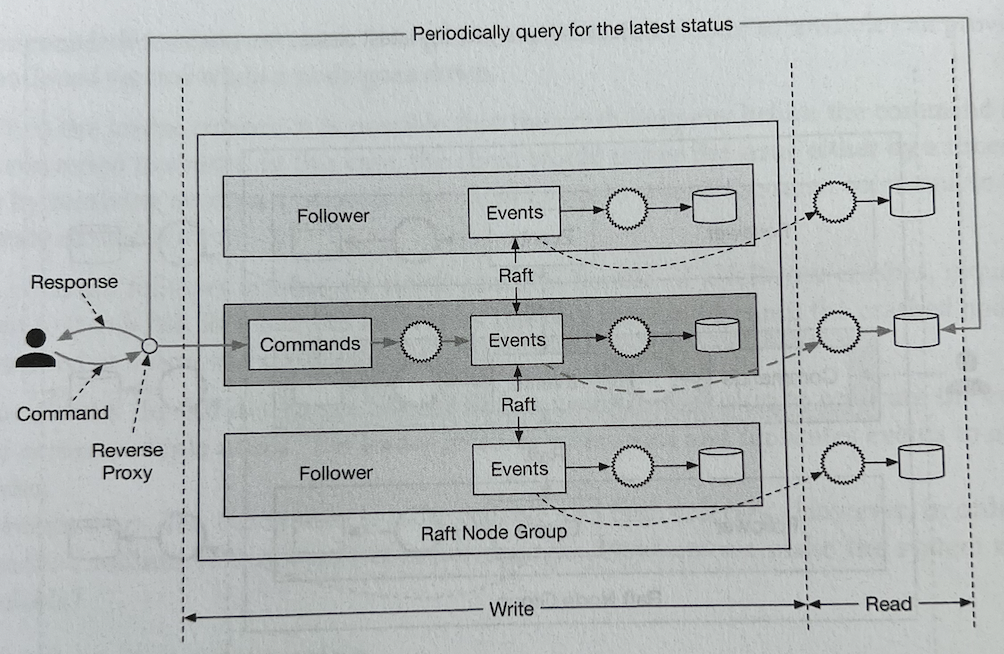 Periodically query for the latest status
Follower
Events
Raft
Response
Commands
Events
Command
Raft
Reverse
Proxy
Follower
Events
Raft Node Group
Write
Read